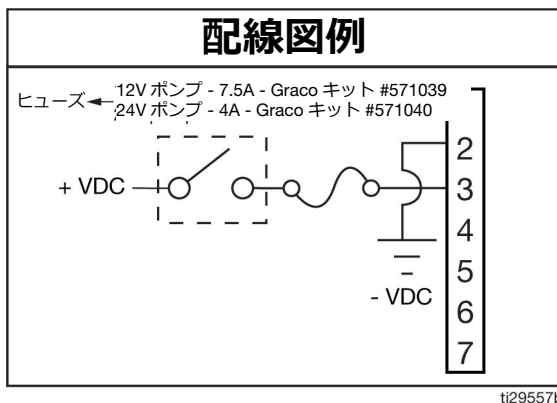 配線図例
12V ポンプ - 7.5A - Graco キット #571039
ヒューズ
24V ポンプ - 4A - Graco キット #571040
2
+ VDC
3
4
5
- VDC
6
7
ti29557b